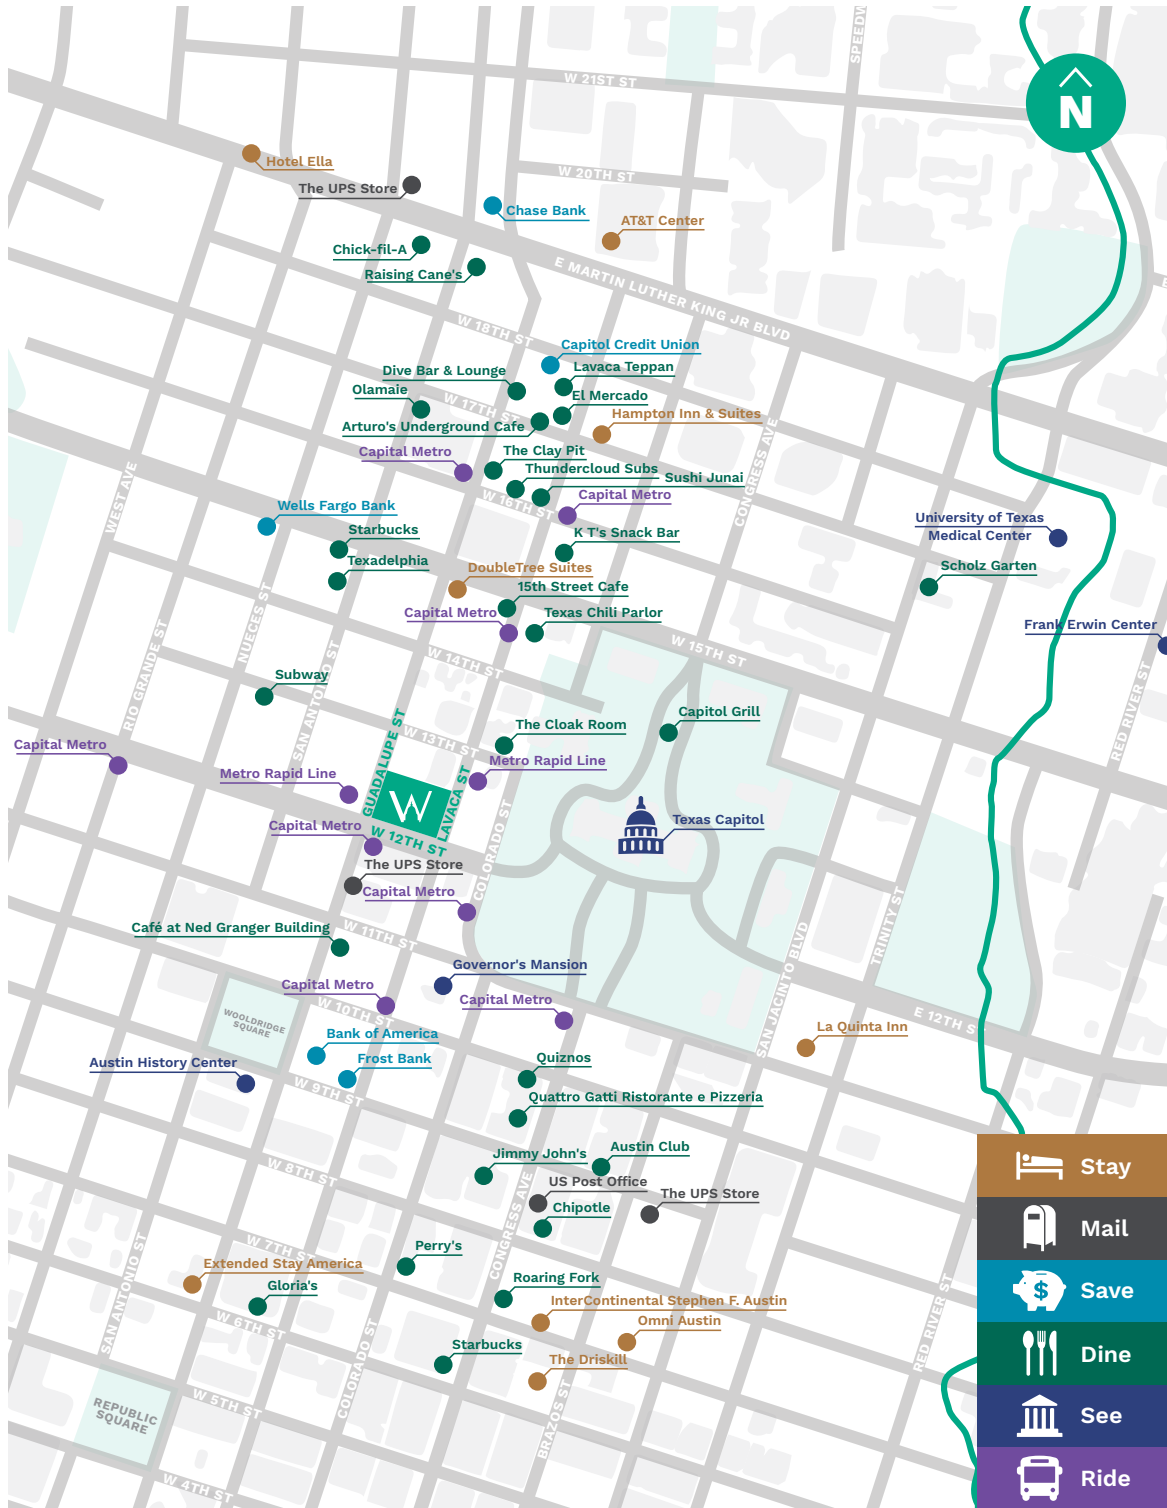 W 21ST ST
SPEEDW
N
W 20TH ST
Hotel Ella
The UPS Store
Chase Bank
AT&T Center
Chick-fil-A
Raising Cane's
E MARTIN LUTHER KING JR BLVD
W 18TH ST
Capitol Credit Union
Dive Bar & Lounge
Lavaca Teppan
Olamaie
El Mercado
W 17TH ST
Hampton Inn & Suites
Arturo's Underground Cafe
Capital Metro
The Clay Pit
Thundercloud Subs
Sushi Junai
CONGRESS AVE
WEST AVE
W 16TH ST
Capital Metro
Wells Fargo Bank
University of Texas
Medical Center
Starbucks
K T's Snack Bar
Texadelphia
DoubleTree Suites
Scholz Garten
15th Street Cafe
Capital Metro
Texas Chili Parlor
Frank Erwin Center
NUECES ST
RIO GRANDE ST
SAN ANTONIO ST
W 15TH ST
W 14TH ST
Subway
RED RIVER ST
Capitol Grill
The Cloak Room
GUADALUPE ST
W 13TH ST
Capital Metro
Metro Rapid Line
Metro Rapid Line
LAVACA ST
W
Capital Metro
W 12TH ST
COLORADO ST
Texas Capitol
The UPS Store
Capital Metro
TRINITY ST
Café at Ned Granger Building
W 11TH ST
SAN JACINTO BLVD
Governor's Mansion
Capital Metro
Capital Metro
WOOLDRIDGE
SQUARE
W 10TH ST
E 12TH S
La Quinta Inn
Bank of America
Austin History Center
Frost Bank
Quiznos
W 9TH ST
Quattro Gatti Ristorante e Pizzeria
Jimmy John's
Austin Club
W 8TH ST
US Post Office
The UPS Store
Chipotle
CONGRESS AVE
W 7TH ST
Perry's
Extended Stay America
Gloria's
Roaring Fork
InterContinental Stephen F. Austin
Omni Austin
SAN ANTONIO ST
W 6TH ST
Starbucks
The Driskill
RED RIVER ST
COLORADO ST
BRAZOS ST
REPUBLIC
SQUARE
W 5TH ST
W 4TH ST
Stay
Mail
$
Save
Dine
See
Ride